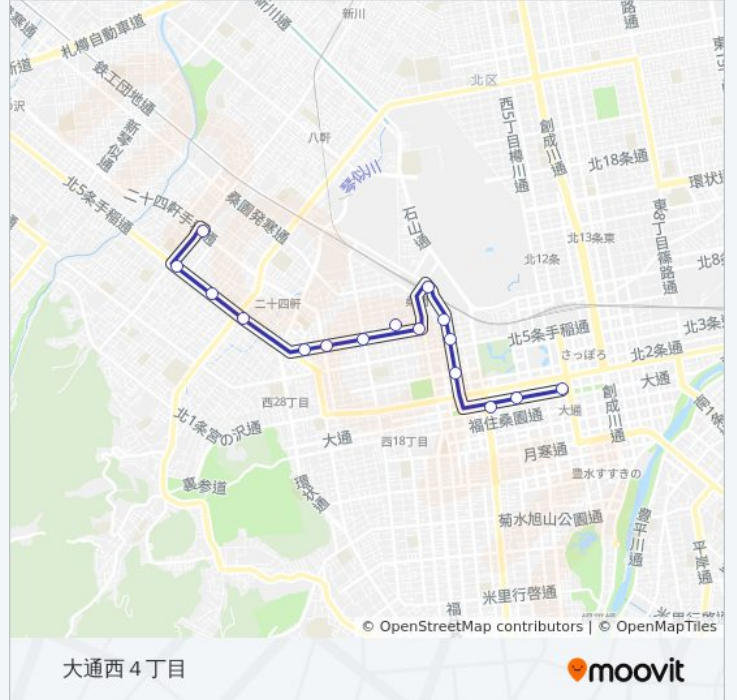 新川
新川通
札樽自動車道
鉄工団地通
北区
八軒
新琴似通
西5丁目樽川通
創成川通
北18条通
琴似川
環状通
北5条手稲通
二十四軒手稲通
桑園発寒通
石山通
東8丁目篠路通
北13条東
北12条
二十四軒
北5条手稲通
北3条
さっぽろ
北2条通
大通
西28丁目
北1条宮の沢通
大通
西18丁目
福住桑園通
大通
創成川通
月寒通
豊水すすきの
裏参道
環状通
菊水旭山公園通
豊平川通
平岸通
米里行啓通
福
© OpenStreetMap contributors | © OpenMapTiles
大通西４丁目
moovit